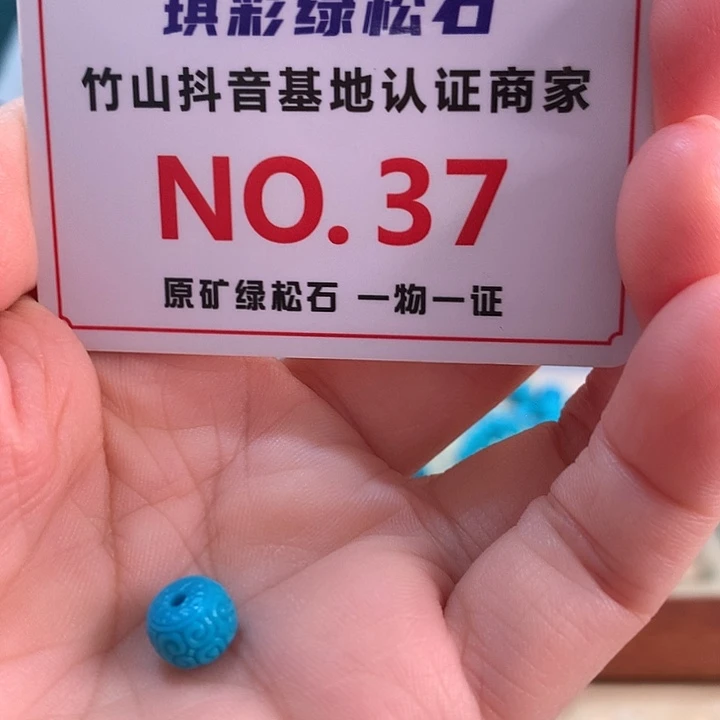 琪彩绿松石
竹山抖音基地认证商家
NO.37
原矿绿松石 一物一证